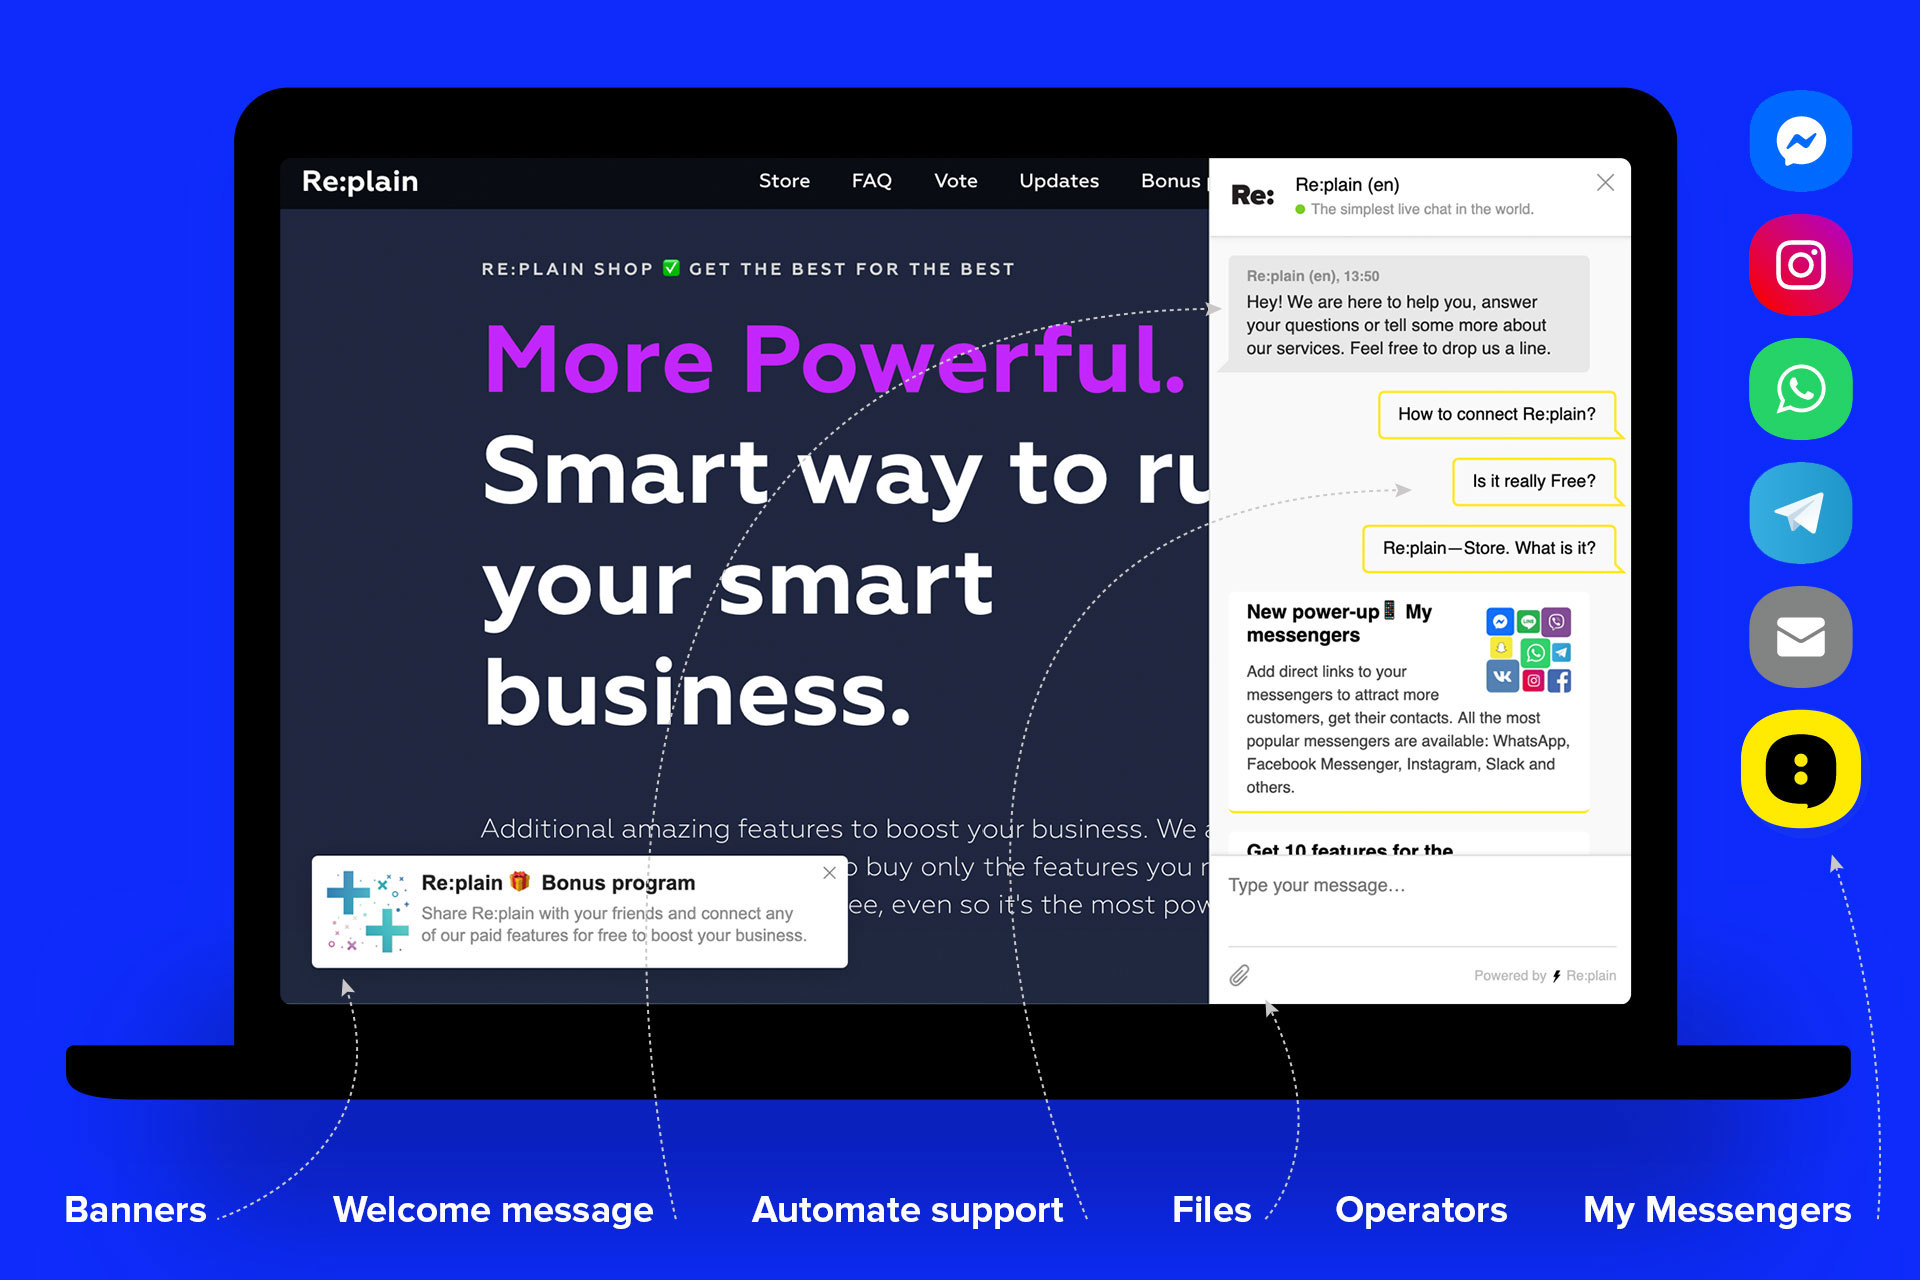 Re:plain
Store FAQ Vote Updates Bonus
RE:PLAIN SHOP ✅ GET THE BEST FOR THE BEST
More Powerful.
Smart way to ru
your smart
business.
Additional amazing features to boost your business. We a
o buy only the features you r
ee, even so it's the most pow
Re:plain 🎁 Bonus program
Share Re:plain with your friends and connect any
of our paid features for free to boost your business.
Re:
Re:plain (en)
The simplest live chat in the world.
Re:plain (en), 13:50
Hey! We are here to help you, answer
your questions or tell some more about
our services. Feel free to drop us a line.
How to connect Re:plain?
Is it really Free?
Re:plain—Store. What is it?
New power-up📱 My
messengers
LINE
VK
Add direct links to your
messengers to attract more
customers, get their contacts. All the most
popular messengers are available: WhatsApp,
Facebook Messenger, Instagram, Slack and
others.
Get 10 features for the
Type your message...
Powered by ⚡ Re:plain
Banners
Welcome message
Automate support
Files
Operators
My Messengers